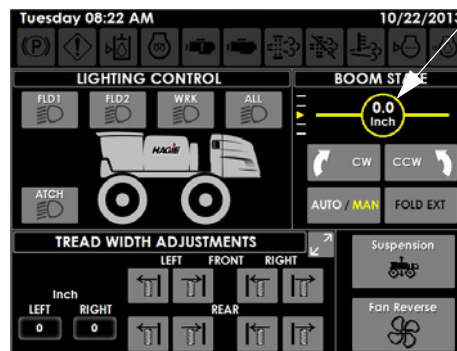 Tuesday 08:22 AM 10/22/2013
(P)
LIGHTING CONTROL
FLD1 FLD2 WRK ALL
HAGIE
ATCH
BOOM STATE
0.0
Inch
CW CCW
AUTO / MAN FOLD EXT
TREAD WIDTH ADJUSTMENTS
LEFT FRONT RIGHT
Inch
LEFT RIGHT
0 0
REAR
Suspension
Fan Reverse